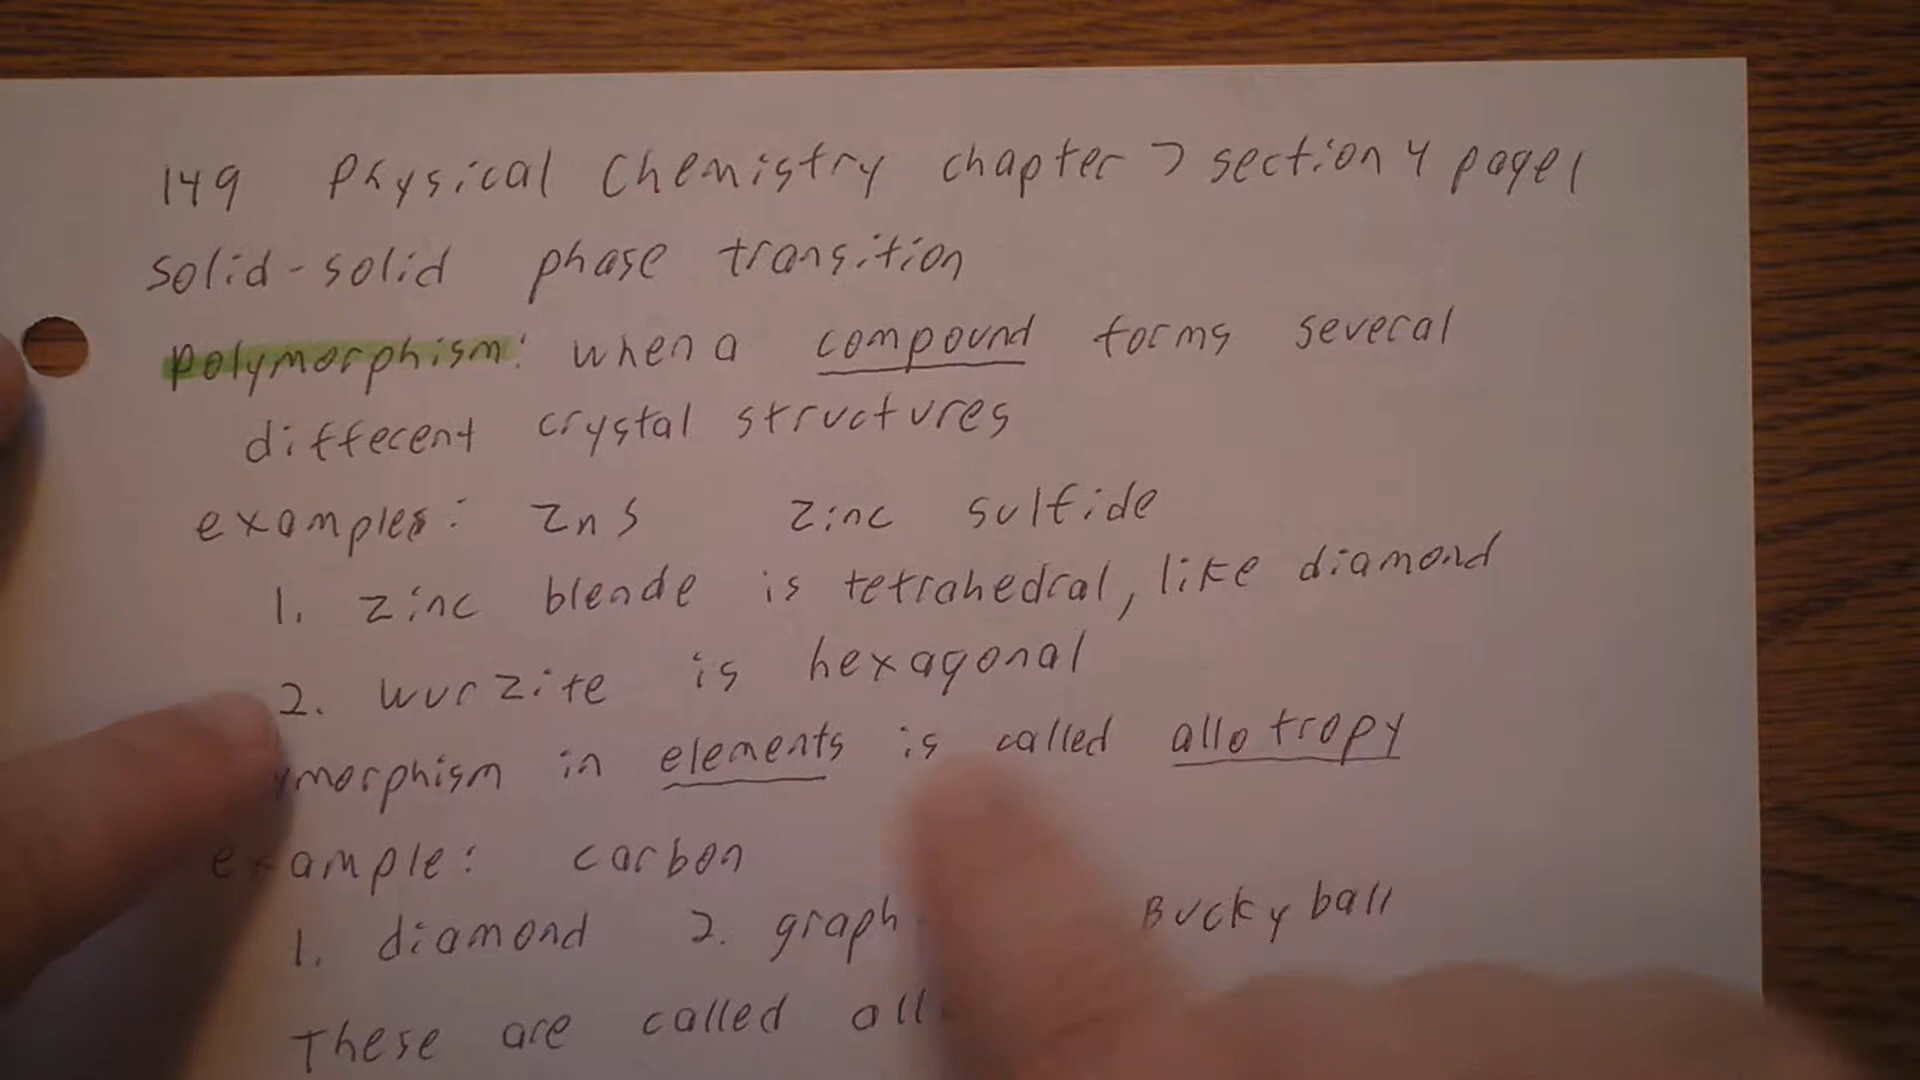 149 Physical Chemistry chapter 7 section 4 page 1
solid-solid phase transition
polymorphism: when a compound forms several
different crystal structures
examples: ZnS zinc sulfide
1. zinc blende is tetrahedral, like diamond
2. wurzite is hexagonal
ymorphism in elements is called allotropy
example: carbon
1. diamond 2. graph Bucky ball
These are called all